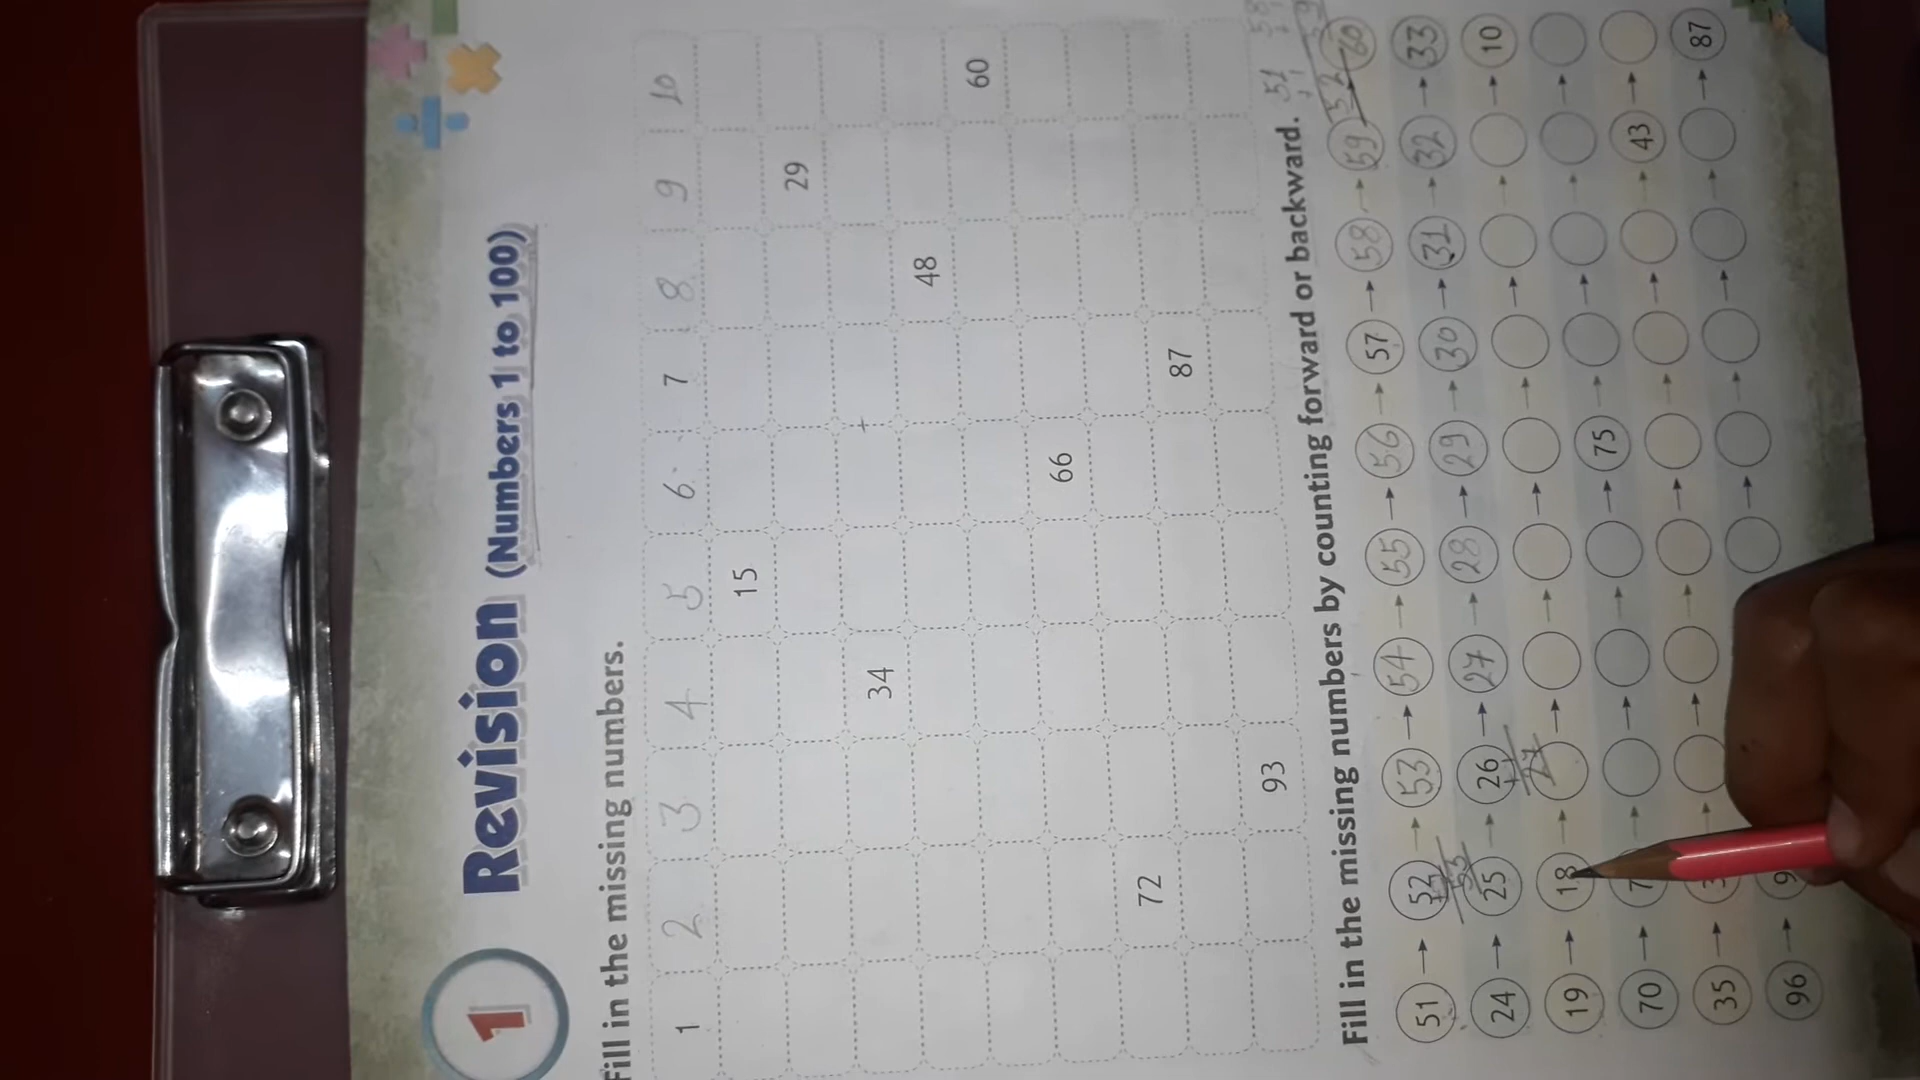 1
Revision (Numbers 1 to 100)
Fill in the missing numbers.
1 2 3 4 5 6 7 8 9 10
15
29
34
48
60
66
72
87
93
Fill in the missing numbers by counting forward or backward. 51
51 → 52 → 53 → 54 → 55 → 56 → 57 → 58 → 59 60
53
24 → 25 → 26 → 27 → 28 → 29 → 30 → 31 → 32 → 33
27
19 → 18 → → → → → → → → 10
70 → → → → → 75 → → → →
35 → → → → → → → → 43 →
96 → → → → → → → → → 87